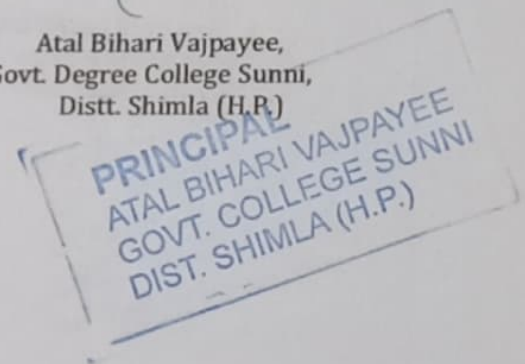 Atal Bihari Vajpayee,
Govt. Degree College Sunni,
Distt. Shimla (H.P.)
PRINCIPAL
ATAL BIHARI VAJPAYEE
GOVT. COLLEGE SUNNI
DIST. SHIMLA (H.P.)